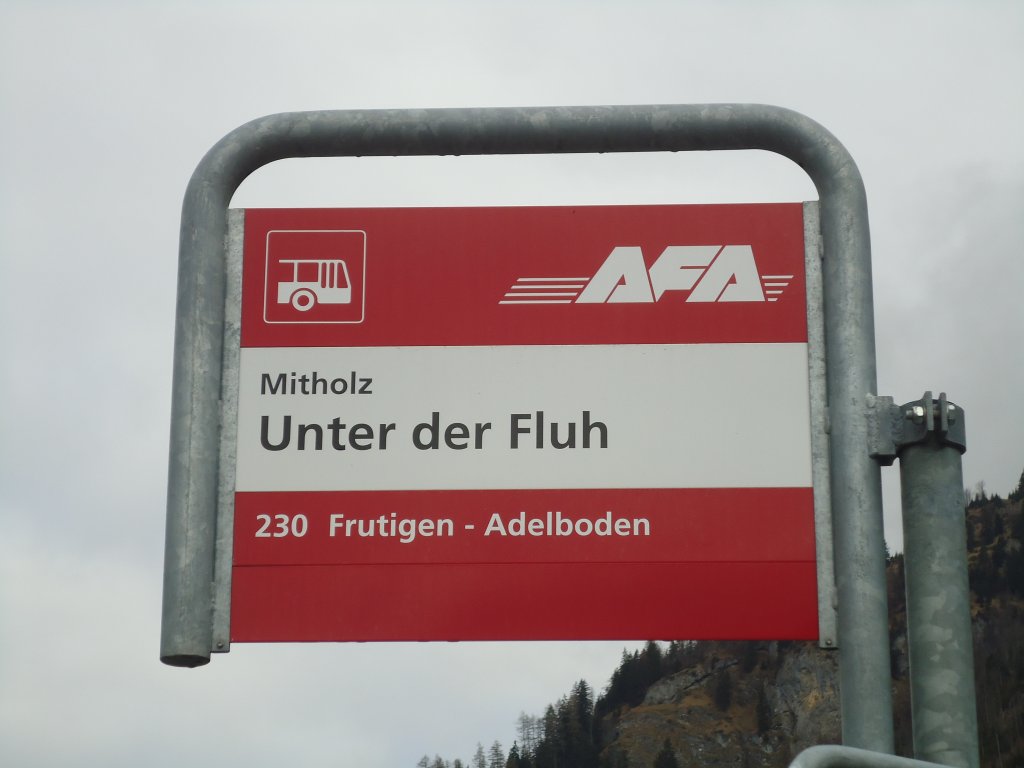 AFA
Mitholz
Unter der Fluh
230 Frutigen - Adelboden